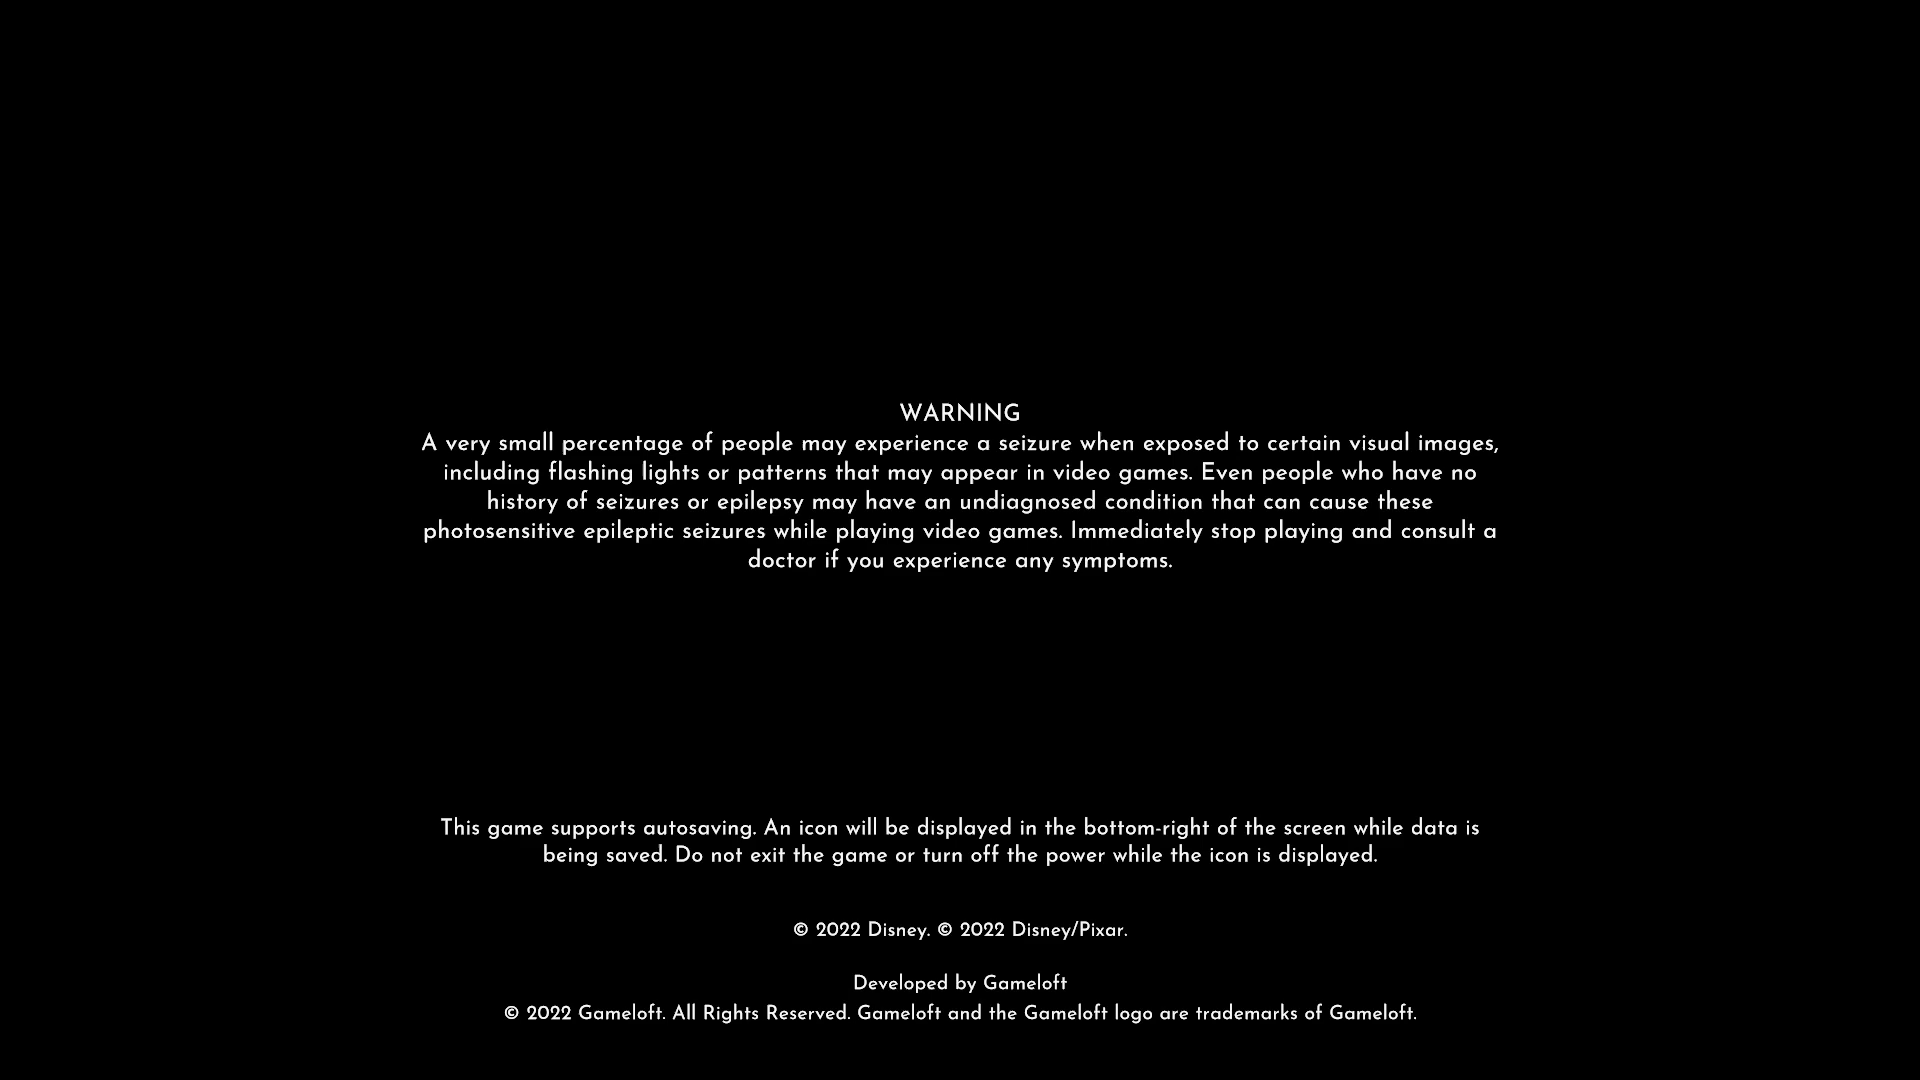 WARNING
A very small percentage of people may experience a seizure when exposed to certain visual images,
including flashing lights or patterns that may appear in video games. Even people who have no
history of seizures or epilepsy may have an undiagnosed condition that can cause these
photosensitive epileptic seizures while playing video games. Immediately stop playing and consult a
doctor if you experience any symptoms.
This game supports autosaving. An icon will be displayed in the bottom-right of the screen while data is
being saved. Do not exit the game or turn off the power while the icon is displayed.
© 2022 Disney. © 2022 Disney/Pixar.
Developed by Gameloft
© 2022 Gameloft. All Rights Reserved. Gameloft and the Gameloft logo are trademarks of Gameloft.